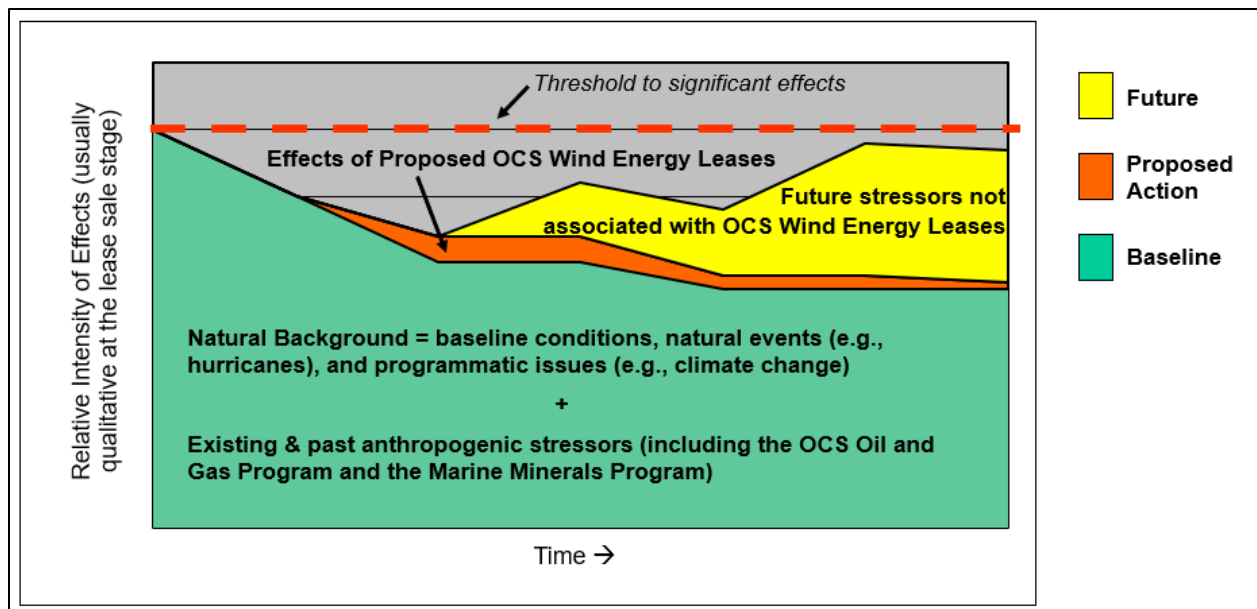 Threshold to significant effects
Effects of Proposed OCS Wind Energy Leases
Future stressors not
associated with OCS Wind Energy Leases
Natural Background = baseline conditions, natural events (e.g.,
hurricanes), and programmatic issues (e.g., climate change)
+
Existing & past anthropogenic stressors (including the OCS Oil and
Gas Program and the Marine Minerals Program)
Relative Intensity of Effects (usually
qualitative at the lease sale stage)
Time →
Future
Proposed
Action
Baseline